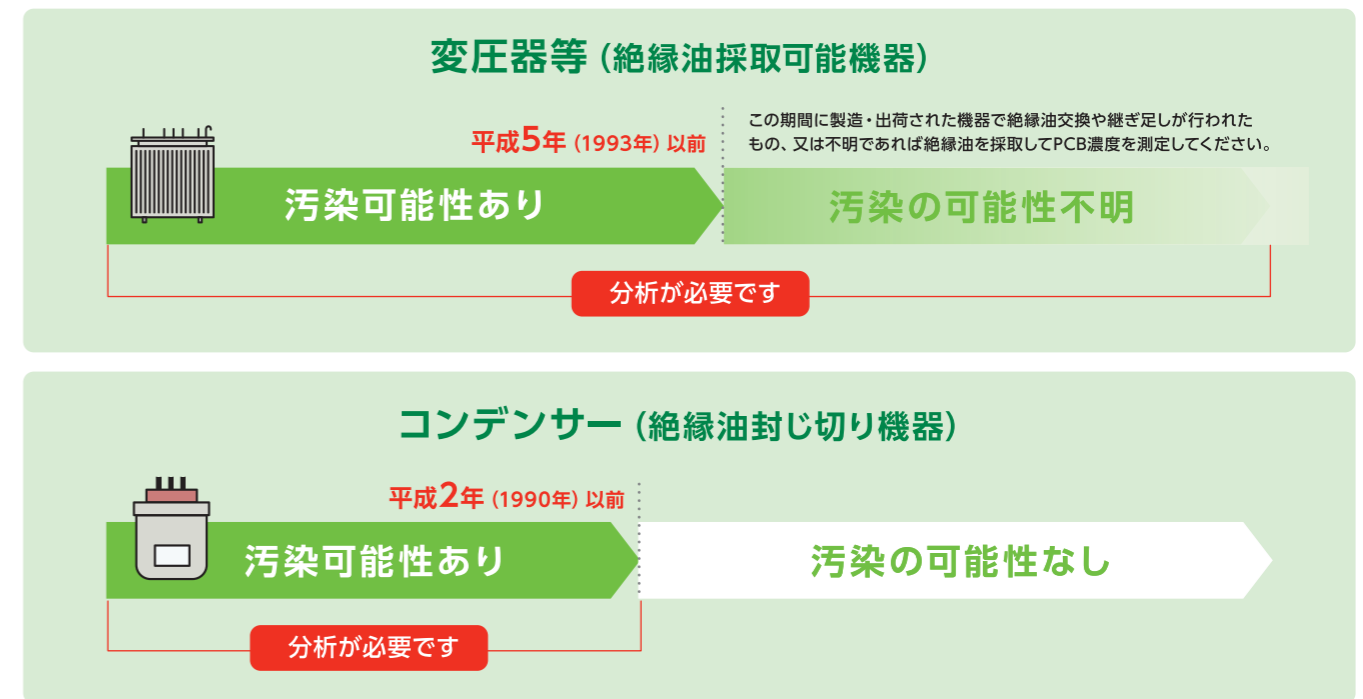 変圧器等（絶縁油採取可能機器）
平成5年（1993年）以前
この期間に製造・出荷された機器で絶縁油交換や継ぎ足しが行われた
もの、又は不明であれば絶縁油を採取してPCB濃度を測定してください。
汚染可能性あり
汚染の可能性不明
分析が必要です
コンデンサー（絶縁油封じ切り機器）
平成2年（1990年）以前
汚染可能性あり
汚染の可能性なし
分析が必要です